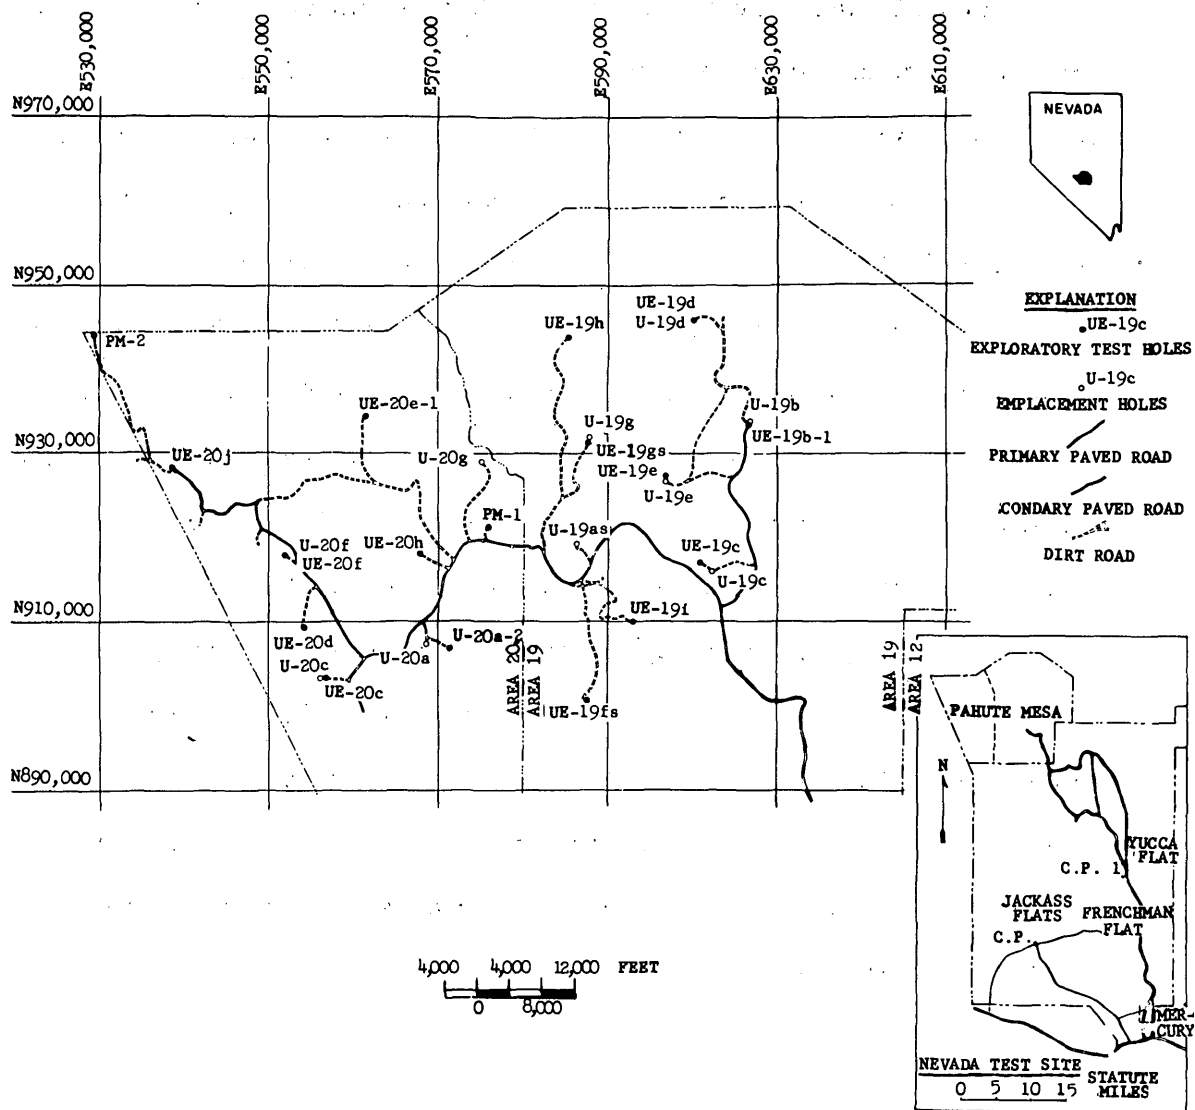 E530,000
E550,000
E570,000
E590,000
E630,000
E610,000
N970,000
N950,000
N930,000
N910,000
N890,000
NEVADA
EXPLANATION
UE-19c
EXPLORATORY TEST HOLES
U-19c
EMPLACEMENT HOLES
PRIMARY PAVED ROAD
CONDARY PAVED ROAD
DIRT ROAD
PM-2
UE-19h
UE-19d
U-19d
UE-20e-1
U-19b
UE-19b-1
U-19g
UE-19gs
UE-20j
U-20g
UE-19e
U-19e
PM-1
U-19as
U-20f
UE-20f
UE-20h
UE-19c
U-19c
UE-19i
UE-20d
U-20a
U-20a-2
U-20c
UE-20c
UE-19fs
AREA 20
AREA 19
AREA 19
AREA 12
PAHUTE MESA
N
YUCCA
FLAT
C.P. 1
JACKASS
FLATS
FRENCHMAN
FLAT
C.P.
MER-
CURY
NEVADA TEST SITE
STATUTE
MILES
0 5 10 15
4,000 4,000 12,000 FEET
0 8,000